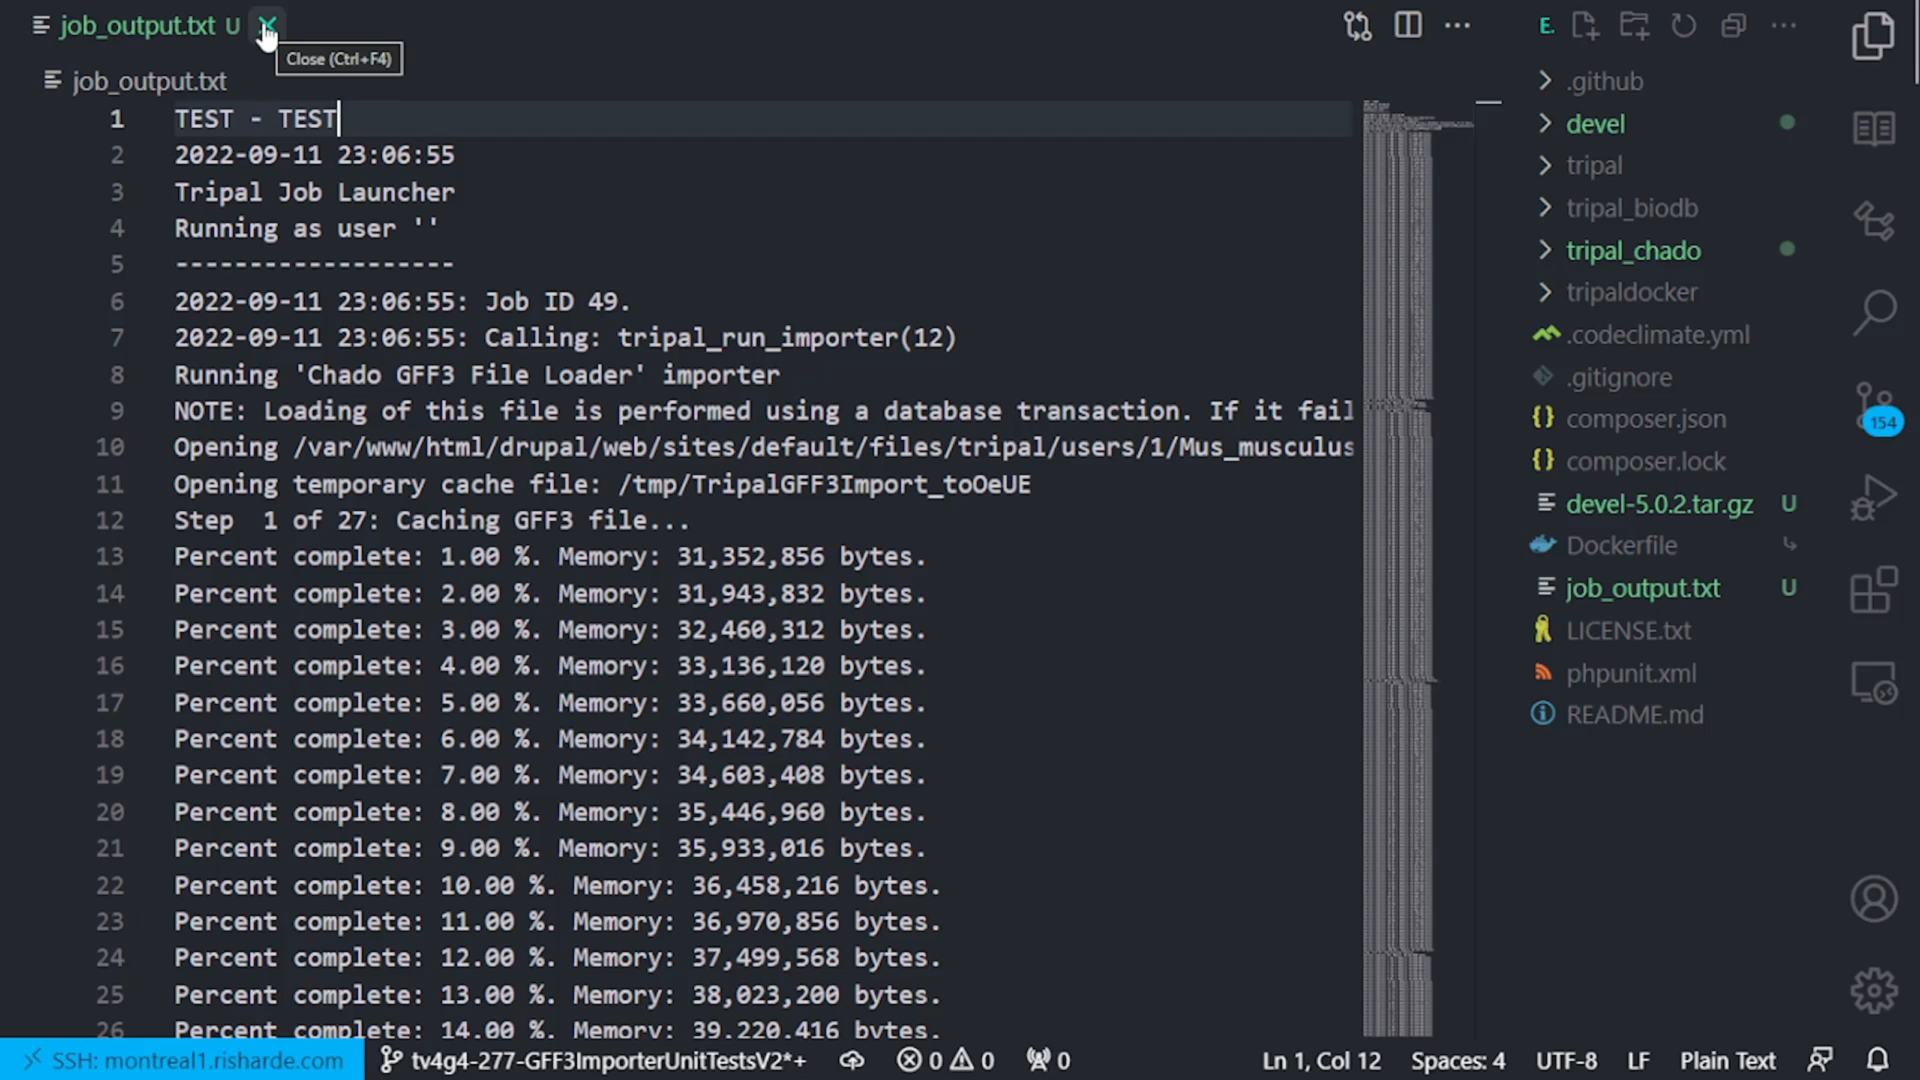 job_output.txt U
Close (Ctrl+F4)
job_output.txt
1 TEST - TEST
2 2022-09-11 23:06:55
3 Tripal Job Launcher
4 Running as user ''
5 -------------------
6 2022-09-11 23:06:55: Job ID 49.
7 2022-09-11 23:06:55: Calling: tripal_run_importer(12)
8 Running 'Chado GFF3 File Loader' importer
9 NOTE: Loading of this file is performed using a database transaction. If it fail
10 Opening /var/www/html/drupal/web/sites/default/files/tripal/users/1/Mus_musculus
11 Opening temporary cache file: /tmp/TripalGFF3Import_toOeUE
12 Step  1 of 27: Caching GFF3 file...
13 Percent complete: 1.00 %. Memory: 31,352,856 bytes.
14 Percent complete: 2.00 %. Memory: 31,943,832 bytes.
15 Percent complete: 3.00 %. Memory: 32,460,312 bytes.
16 Percent complete: 4.00 %. Memory: 33,136,120 bytes.
17 Percent complete: 5.00 %. Memory: 33,660,056 bytes.
18 Percent complete: 6.00 %. Memory: 34,142,784 bytes.
19 Percent complete: 7.00 %. Memory: 34,603,408 bytes.
20 Percent complete: 8.00 %. Memory: 35,446,960 bytes.
21 Percent complete: 9.00 %. Memory: 35,933,016 bytes.
22 Percent complete: 10.00 %. Memory: 36,458,216 bytes.
23 Percent complete: 11.00 %. Memory: 36,970,856 bytes.
24 Percent complete: 12.00 %. Memory: 37,499,568 bytes.
25 Percent complete: 13.00 %. Memory: 38,023,200 bytes.
26 Percent complete: 14.00 %. Memory: 39,220,416 bytes.
E.
.github
devel
tripal
tripal_biodb
tripal_chado
tripaldocker
.codeclimate.yml
.gitignore
composer.json
composer.lock
devel-5.0.2.tar.gz U
Dockerfile
job_output.txt U
LICENSE.txt
phpunit.xml
README.md
154
SSH: montreal1.risharde.com tv4g4-277-GFF3ImporterUnitTestsV2*+ 0 0 0 Ln 1, Col 12 Spaces: 4 UTF-8 LF Plain Text